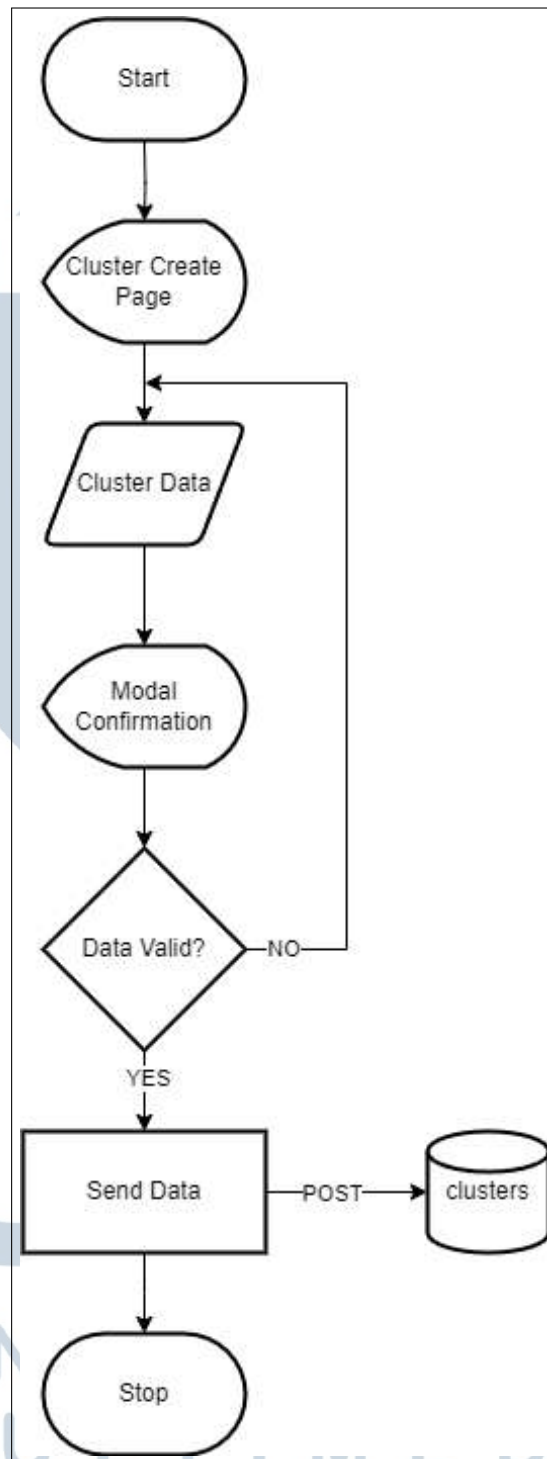 Start
Cluster Create
Page
Cluster Data
Modal
Confirmation
Data Valid?
NO
YES
Send Data
POST
clusters
Stop